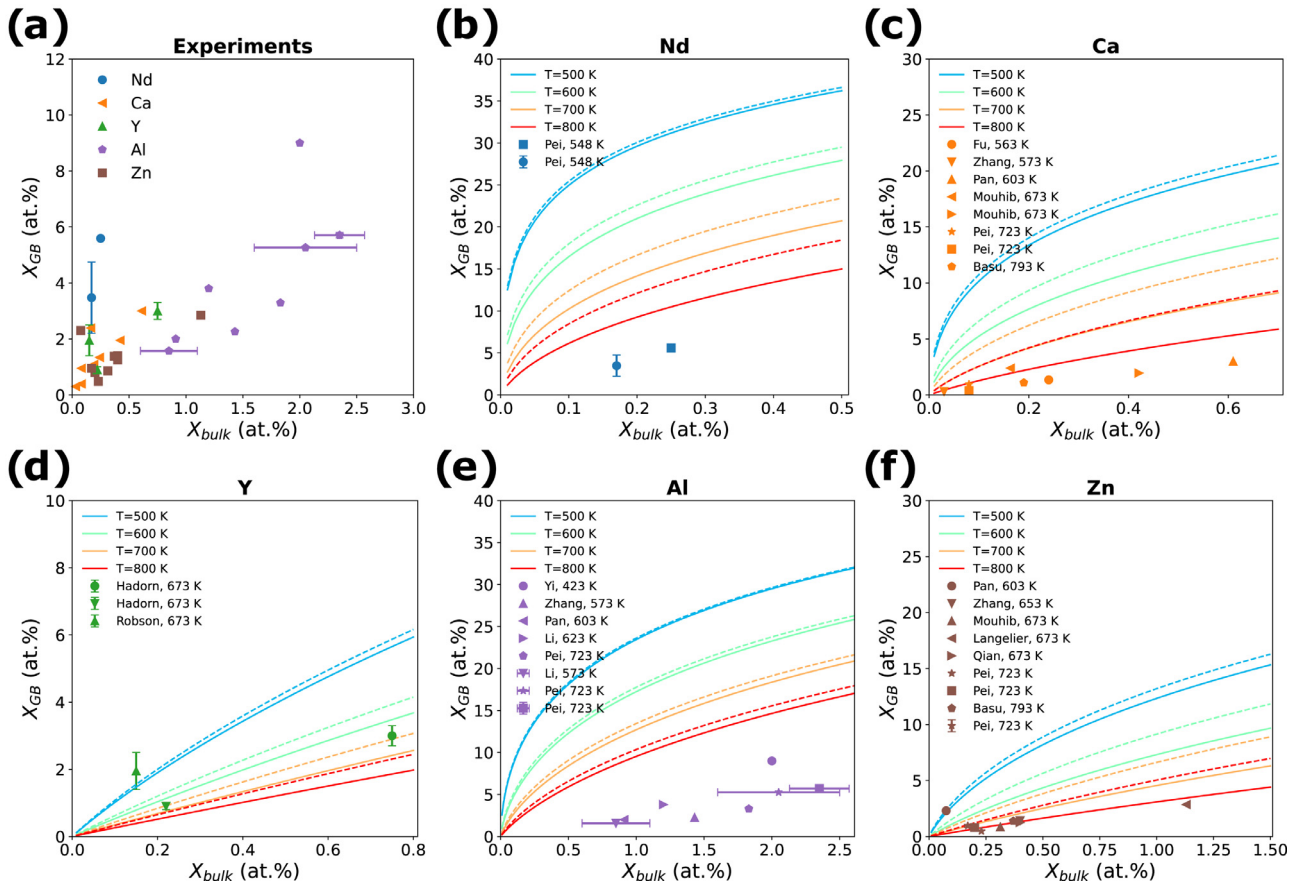 (a)
Experiments
12
10
8
6
4
2
0
X_GB (at.%)
0.0 0.5 1.0 1.5 2.0 2.5 3.0
X_bulk (at.%)
Nd
Ca
Y
Al
Zn
(b)
Nd
40
35
30
25
20
15
10
5
0
X_GB (at.%)
0.0 0.1 0.2 0.3 0.4 0.5
X_bulk (at.%)
T=500 K
T=600 K
T=700 K
T=800 K
Pei, 548 K
Pei, 548 K
(c)
Ca
30
25
20
15
10
5
0
X_GB (at.%)
0.0 0.2 0.4 0.6
X_bulk (at.%)
T=500 K
T=600 K
T=700 K
T=800 K
Fu, 563 K
Zhang, 573 K
Pan, 603 K
Mouhib, 673 K
Mouhib, 673 K
Pei, 723 K
Pei, 723 K
Basu, 793 K
(d)
Y
10
8
6
4
2
0
X_GB (at.%)
0.0 0.2 0.4 0.6 0.8
X_bulk (at.%)
T=500 K
T=600 K
T=700 K
T=800 K
Hadorn, 673 K
Hadorn, 673 K
Robson, 673 K
(e)
Al
40
35
30
25
20
15
10
5
0
X_GB (at.%)
0.0 0.5 1.0 1.5 2.0 2.5
X_bulk (at.%)
T=500 K
T=600 K
T=700 K
T=800 K
Yi, 423 K
Zhang, 573 K
Pan, 603 K
Li, 623 K
Pei, 723 K
Li, 573 K
Pei, 723 K
Pei, 723 K
(f)
Zn
30
25
20
15
10
5
0
X_GB (at.%)
0.00 0.25 0.50 0.75 1.00 1.25 1.50
X_bulk (at.%)
T=500 K
T=600 K
T=700 K
T=800 K
Pan, 603 K
Zhang, 653 K
Mouhib, 673 K
Langelier, 673 K
Qian, 673 K
Pei, 723 K
Pei, 723 K
Basu, 793 K
Pei, 723 K